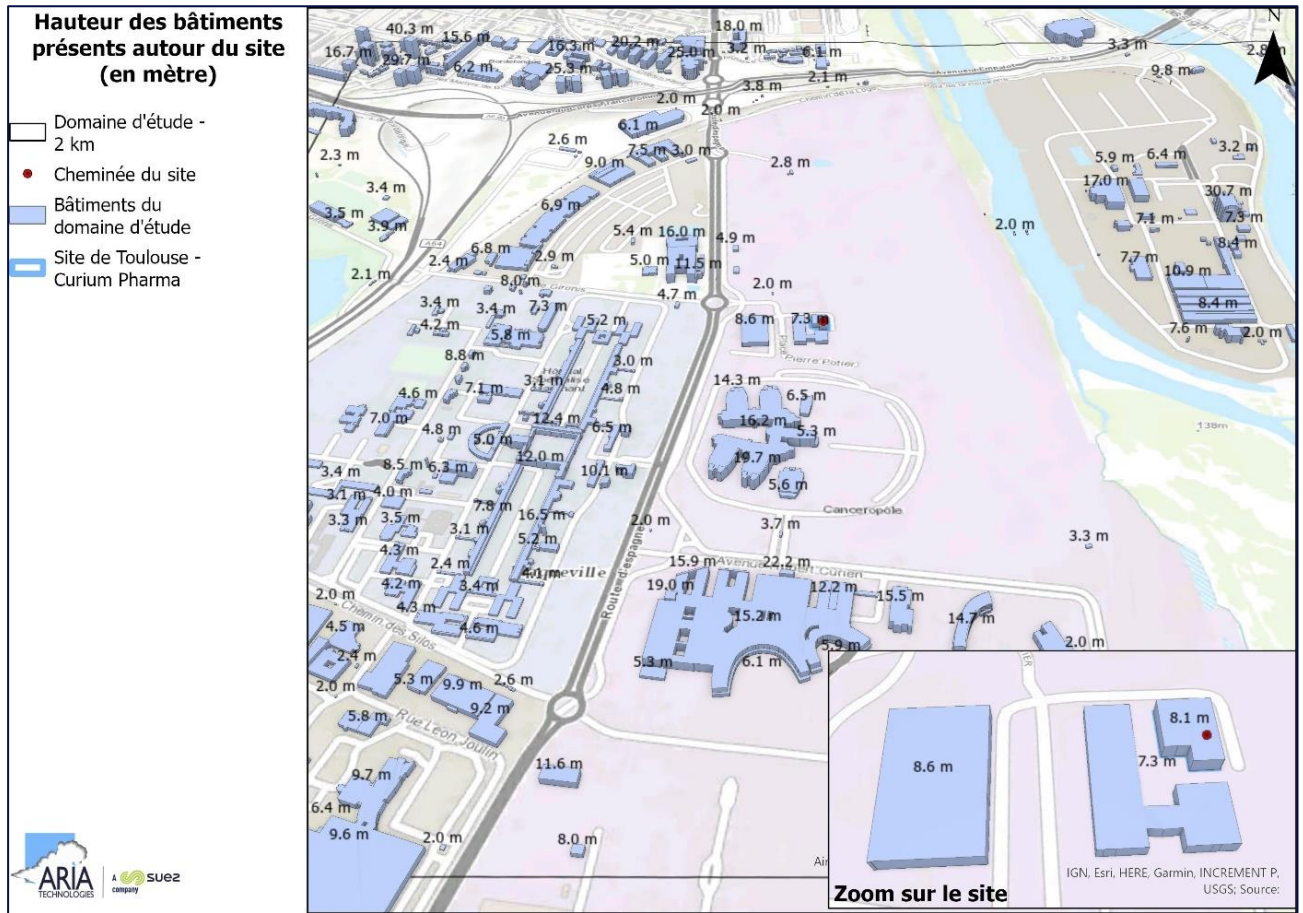 Hauteur des bâtiments
présents autour du site
(en mètre)
Domaine d'étude -
2 km
Cheminée du site
Bâtiments du
domaine d'étude
Site de Toulouse -
Curium Pharma
ARIA
TECHNOLOGIES
A SUEZ
company
N
40.3 m
15.6 m
18.0 m
16.7 m
29.7 m
6.2 m
16.3 m
29.2 m
25.3 m
25.0 m
3.2 m
6.1 m
3.3 m
2.8
9.8 m
2.1 m
3.8 m
2.0 m
2.0 m
Chemin de la Loge
6.1 m
2.6 m
7.5 m
3.0 m
9.0 m
2.8 m
2.3 m
3.4 m
3.5 m
3.9 m
6.9 m
5.9 m
6.4 m
3.2 m
17.0 m
30.7 m
7.1 m
7.3 m
2.0 m
8.4 m
A64
5.4 m
16.0 m
4.9 m
6.8 m
2.4 m
2.9 m
5.0 m
11.5 m
7.7 m
10.9 m
2.1 m
8.0 m
Gironis
4.7 m
2.0 m
8.4 m
3.4 m
3.4 m
7.3 m
4.2 m
5.8 m
5.2 m
8.6 m
7.3 m
7.6 m
2.0 m
Place
Pierre Potier
8.8 m
3.0 m
3.1 m
4.8 m
7.1 m
4.6 m
14.3 m
6.5 m
7.0 m
12.4 m
16.2 m
4.8 m
5.0 m
6.5 m
5.3 m
138m
12.0 m
19.7 m
3.4 m
8.5 m
6.3 m
10.1 m
5.6 m
3.1 m
4.0 m
7.8 m
Canceropôle
3.3 m
3.5 m
3.1 m
16.5 m
2.0 m
3.7 m
5.2 m
3.3 m
4.3 m
2.4 m
4.1 m
Route d'espagne
15.9 m
22.2 m
4.2 m
3.4 m
19.0 m
12.2 m
15.5 m
2.0 m
4.3 m
Chemin des Silos
4.6 m
15.2 m
14.7 m
4.5 m
2.4 m
5.3 m
6.1 m
5.9 m
2.0 m
2.0 m
5.3 m
9.9 m
2.6 m
9.2 m
5.8 m
Rue Léon Joulin
11.6 m
9.7 m
6.4 m
9.6 m
2.0 m
8.0 m
8.1 m
8.6 m
7.3 m
Zoom sur le site
IGN, Esri, HERE, Garmin, INCREMENT P,
USGS; Source: